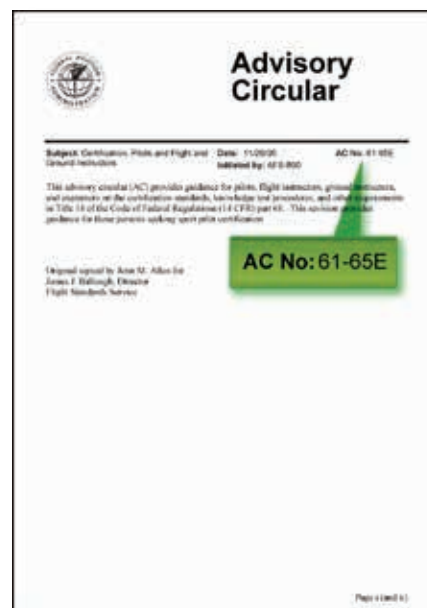 Advisory
Circular
Subject: Certification, Pilots and Flight and Ground Instructors
Date: 11/20/05
Initiated by: AFS-800
AC No: 61-65E
This advisory circular (AC) provides guidance for pilots, flight instructors, ground instructors,
and examiners on the certification standards, knowledge test procedures, and other requirements
in Title 14 of the Code of Federal Regulations (14 CFR) part 61. This revision provides
guidance for those persons seeking sport pilot certification.
AC No: 61-65E
Original signed by John M. Allen for
James J. Ballough, Director
Flight Standards Service